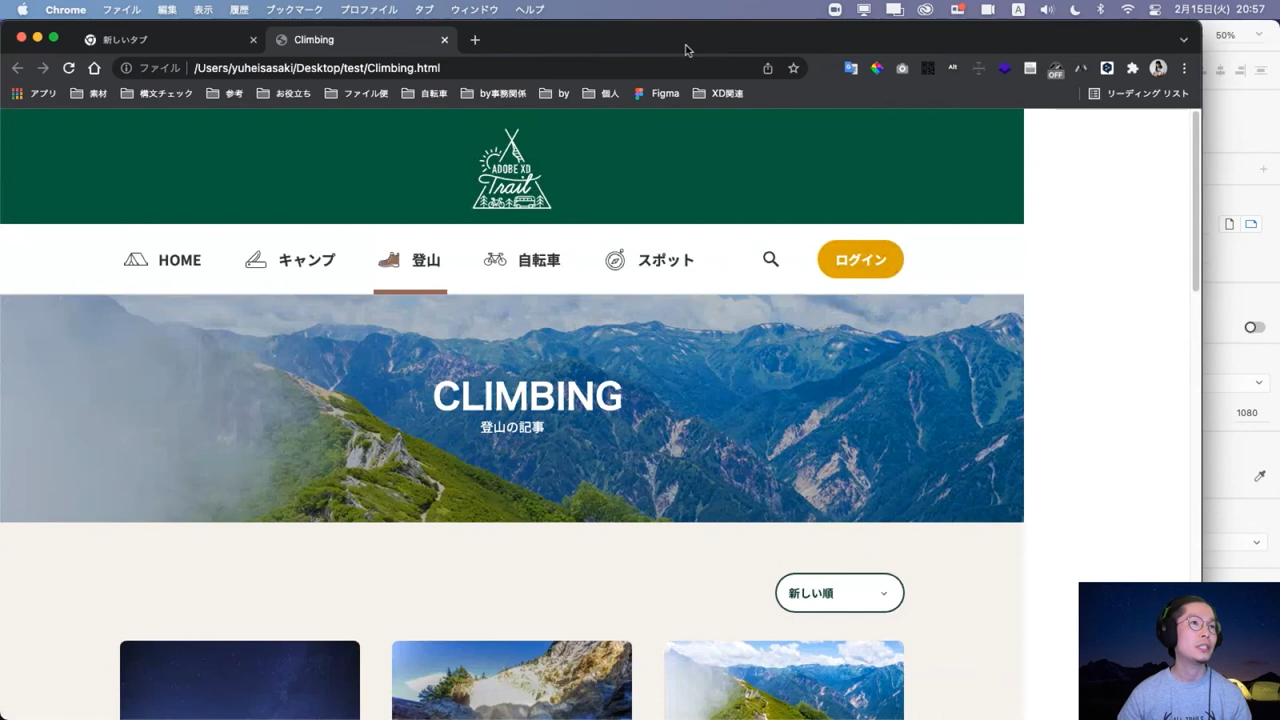 Chrome ファイル 編集 表示 履歴 ブックマーク プロファイル タブ ウィンドウ ヘルプ A 2月15日(火) 20:57
新しいタブ Climbing 50%
ファイル /Users/yuheisasaki/Desktop/test/Climbing.html Alt OFF
アプリ 素材 構文チェック 参考 お役立ち ファイル便 自転車 by事務関係 by 個人 Figma XD関連 リーディング リスト
ADOBE XD
Trail
HOME キャンプ 登山 自転車 スポット ログイン
CLIMBING
登山の記事
1080
新しい順